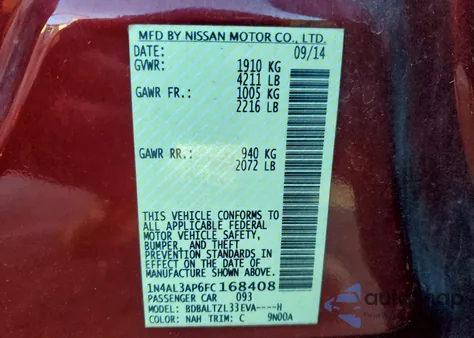 MFD BY NISSAN MOTOR CO., LTD.
DATE: 09/14
GVWR: 1910 KG
4211 LB
GAWR FR.: 1005 KG
2216 LB
GAWR RR.: 940 KG
2072 LB
THIS VEHICLE CONFORMS TO
ALL APPLICABLE FEDERAL
MOTOR VEHICLE SAFETY,
BUMPER, AND THEFT
PREVENTION STANDARDS IN
EFFECT ON THE DATE OF
MANUFACTURE SHOWN ABOVE.
1N4AL3AP6FC168408
PASSENGER CAR 093
MODEL: BDBALTZL33EVA----H
COLOR: NAH TRIM: C 9N00A